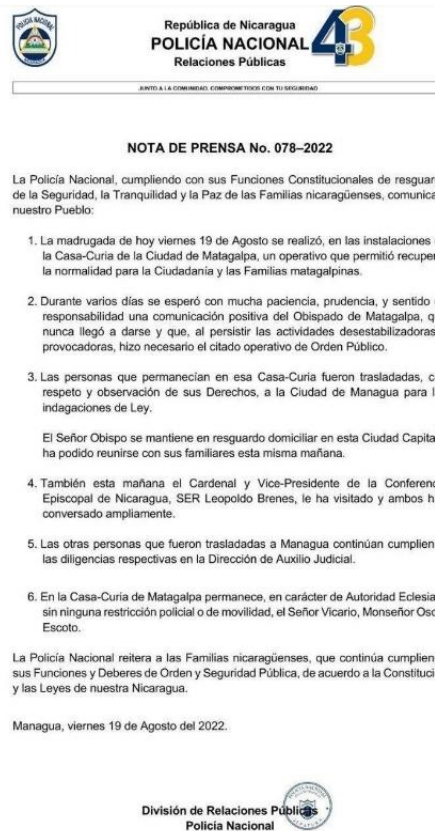 República de Nicaragua
POLICÍA NACIONAL
43
Relaciones Públicas
JUNTO A LA COMUNIDAD, COMPROMETIDOS CON TU SEGURIDAD
NOTA DE PRENSA No. 078–2022
La Policía Nacional, cumpliendo con sus Funciones Constitucionales de resguar
de la Seguridad, la Tranquilidad y la Paz de las Familias nicaragüenses, comunica
nuestro Pueblo:
1. La madrugada de hoy viernes 19 de Agosto se realizó, en las instalaciones
la Casa-Curia de la Ciudad de Matagalpa, un operativo que permitió recuper
la normalidad para la Ciudadanía y las Familias matagalpinas.
2. Durante varios días se esperó con mucha paciencia, prudencia, y sentido
responsabilidad una comunicación positiva del Obispado de Matagalpa, q
nunca llegó a darse y que, al persistir las actividades desestabilizadoras
provocadoras, hizo necesario el citado operativo de Orden Público.
3. Las personas que permanecían en esa Casa-Curia fueron trasladadas, c
respeto y observación de sus Derechos, a la Ciudad de Managua para l
indagaciones de Ley.
El Señor Obispo se mantiene en resguardo domiciliar en esta Ciudad Capita
ha podido reunirse con sus familiares esta misma mañana.
4. También esta mañana el Cardenal y Vice-Presidente de la Conferenc
Episcopal de Nicaragua, SER Leopoldo Brenes, le ha visitado y ambos h
conversado ampliamente.
5. Las otras personas que fueron trasladadas a Managua continúan cumplien
las diligencias respectivas en la Dirección de Auxilio Judicial.
6. En la Casa-Curia de Matagalpa permanece, en carácter de Autoridad Eclesia
sin ninguna restricción policial o de movilidad, el Señor Vicario, Monseñor Osc
Escoto.
La Policía Nacional reitera a las Familias nicaragüenses, que continúa cumplien
sus Funciones y Deberes de Orden y Seguridad Pública, de acuerdo a la Constituci
y las Leyes de nuestra Nicaragua.
Managua, viernes 19 de Agosto del 2022.
División de Relaciones Públicas
Policía Nacional